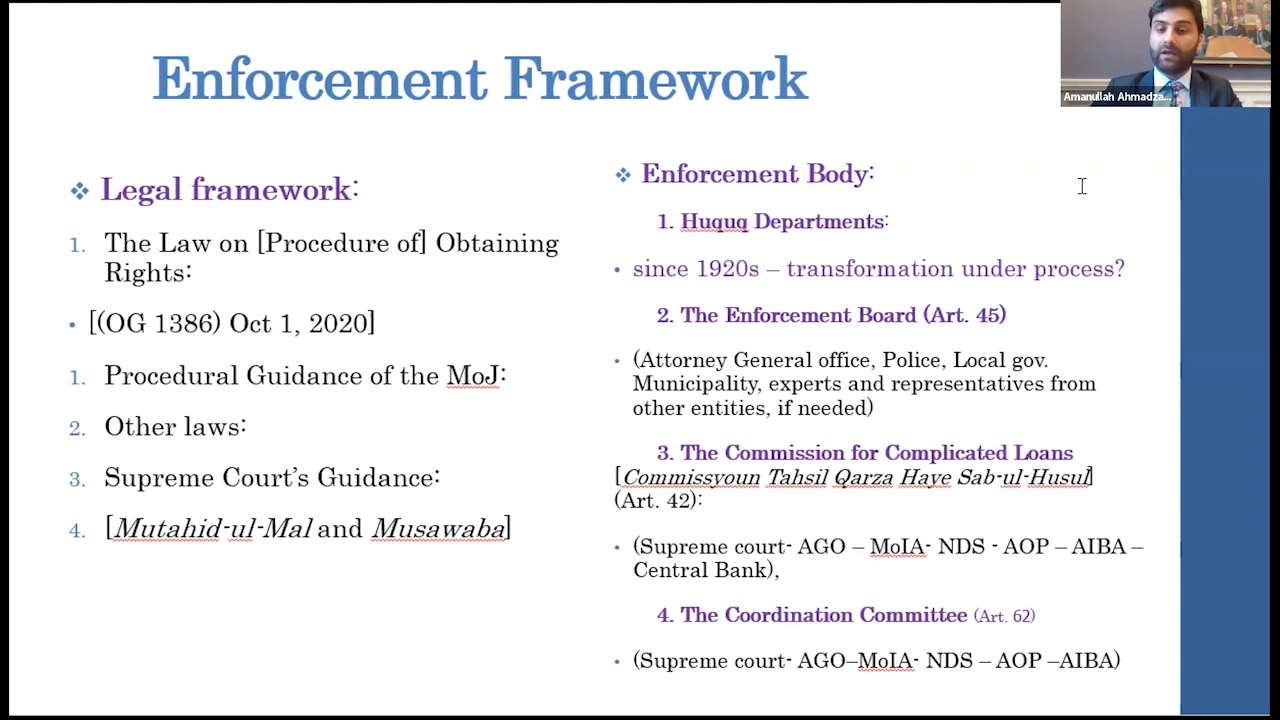 Enforcement Framework
Amanullah Ahmadza...
❖ Legal framework:
1. The Law on [Procedure of] Obtaining
Rights:
• [(OG 1386) Oct 1, 2020]
1. Procedural Guidance of the MoJ:
2. Other laws:
3. Supreme Court's Guidance:
4. [Mutahid-ul-Mal and Musawaba]
❖ Enforcement Body:
1. Huquq Departments:
• since 1920s – transformation under process?
2. The Enforcement Board (Art. 45)
• (Attorney General office, Police, Local gov.
Municipality, experts and representatives from
other entities, if needed)
3. The Commission for Complicated Loans
[Commissyoun Tahsil Qarza Haye Sab-ul-Husul]
(Art. 42):
• (Supreme court- AGO – MoIA- NDS - AOP – AIBA –
Central Bank),
4. The Coordination Committee (Art. 62)
• (Supreme court- AGO–MoIA- NDS – AOP –AIBA)